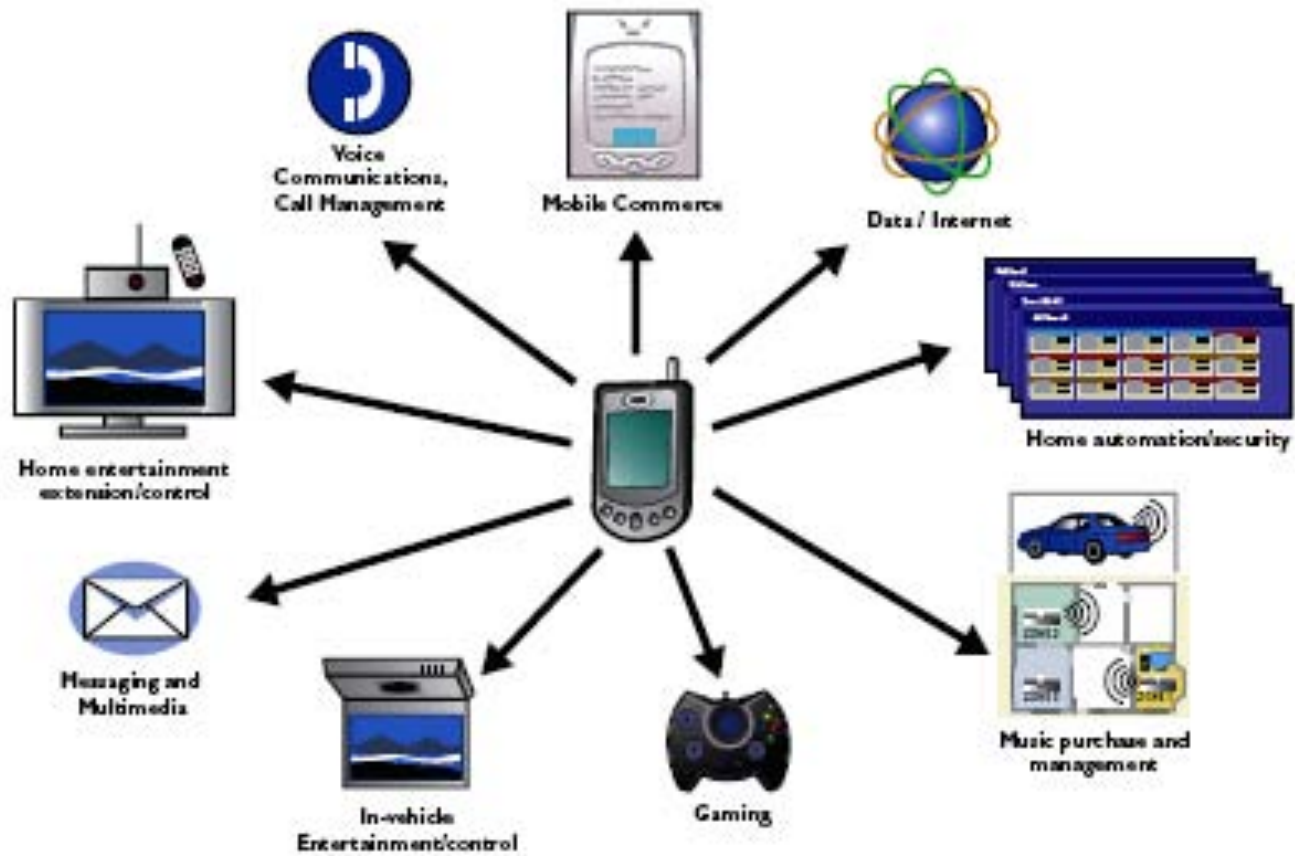 Voice
Communications,
Call Management
Mobile Commerce
Data / Internet
Home automation/security
Home entertainment
extension/control
Messaging and
Multimedia
Music purchase and
management
In-vehicle
Entertainment/control
Gaming